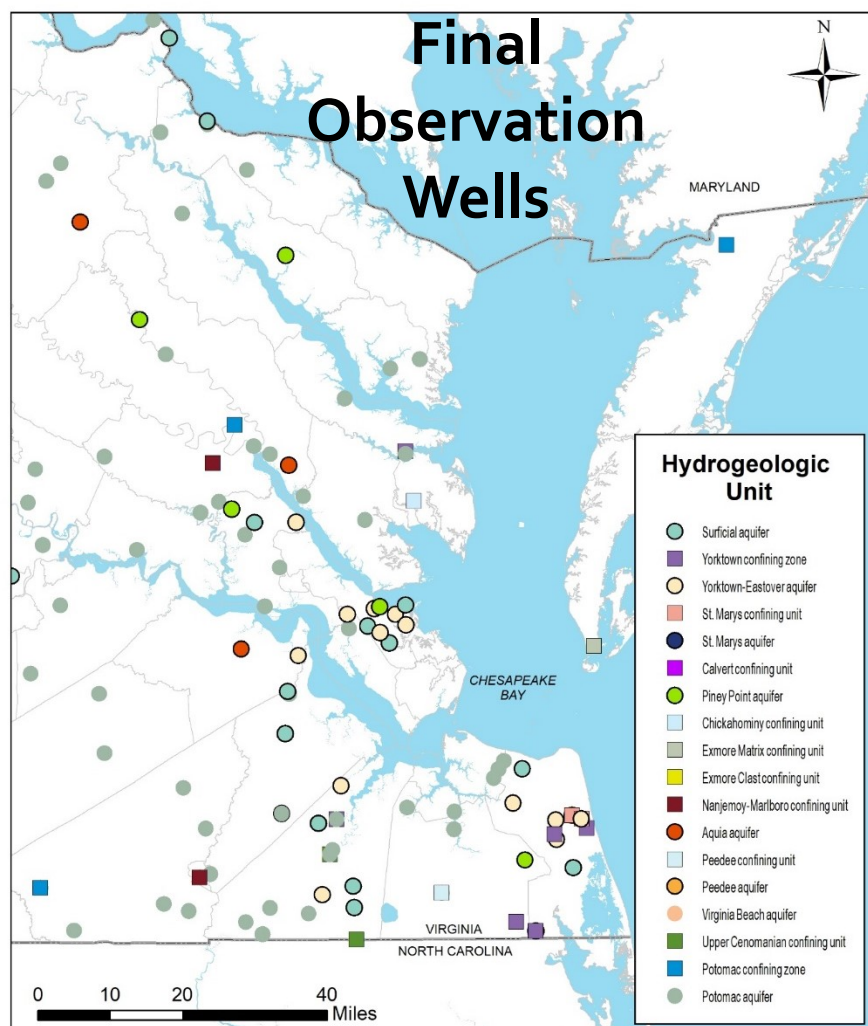 Final
Observation
Wells
N
MARYLAND
Hydrogeologic
Unit
Surficial aquifer
Yorktown confining zone
Yorktown-Eastover aquifer
St. Marys confining unit
St. Marys aquifer
Calvert confining unit
Piney Point aquifer
Chickahominy confining unit
Exmore Matrix confining unit
Exmore Clast confining unit
Nanjemoy-Marlboro confining unit
Aquia aquifer
Peedee confining unit
Peedee aquifer
Virginia Beach aquifer
Upper Cenomanian confining unit
Potomac confining zone
Potomac aquifer
CHESAPEAKE
BAY
VIRGINIA
NORTH CAROLINA
0 10 20 40
Miles